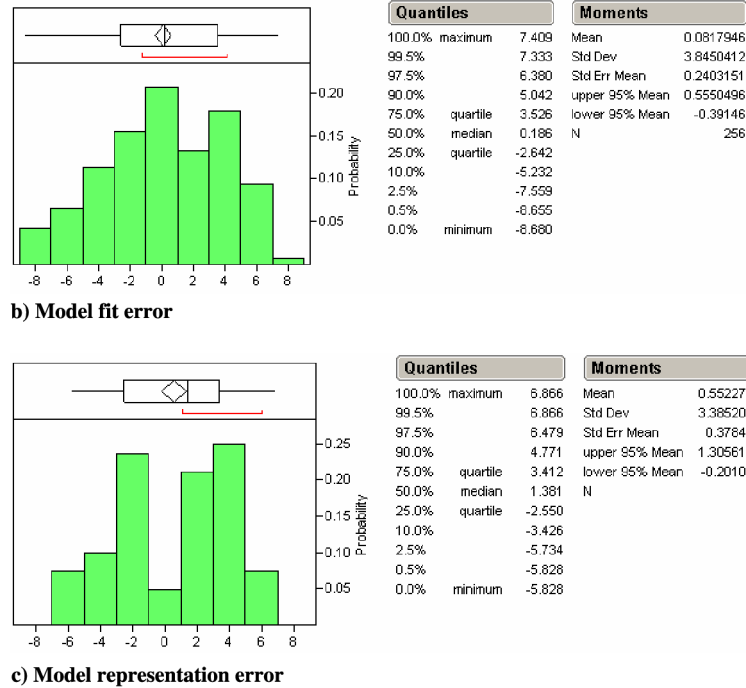 Quantiles Moments
100.0% maximum 7.409 Mean 0.0817946
99.5% 7.333 Std Dev 3.8450412
97.5% 6.380 Std Err Mean 0.2403151
90.0% 5.042 upper 95% Mean 0.5550496
75.0% quartile 3.526 lower 95% Mean -0.39146
50.0% median 0.186 N 256
25.0% quartile -2.642
10.0% -5.232
2.5% -7.559
0.5% -8.655
0.0% minimum -8.680
0.20
0.15
0.10
0.05
Probability
-8 -6 -4 -2 0 2 4 6 8
b) Model fit error
Quantiles Moments
100.0% maximum 6.866 Mean 0.55227
99.5% 6.866 Std Dev 3.38520
97.5% 6.479 Std Err Mean 0.3784
90.0% 4.771 upper 95% Mean 1.30561
75.0% quartile 3.412 lower 95% Mean -0.2010
50.0% median 1.381 N
25.0% quartile -2.550
10.0% -3.426
2.5% -5.734
0.5% -5.828
0.0% minimum -5.828
0.25
0.20
0.15
0.10
0.05
Probability
-8 -6 -4 -2 0 2 4 6 8
c) Model representation error